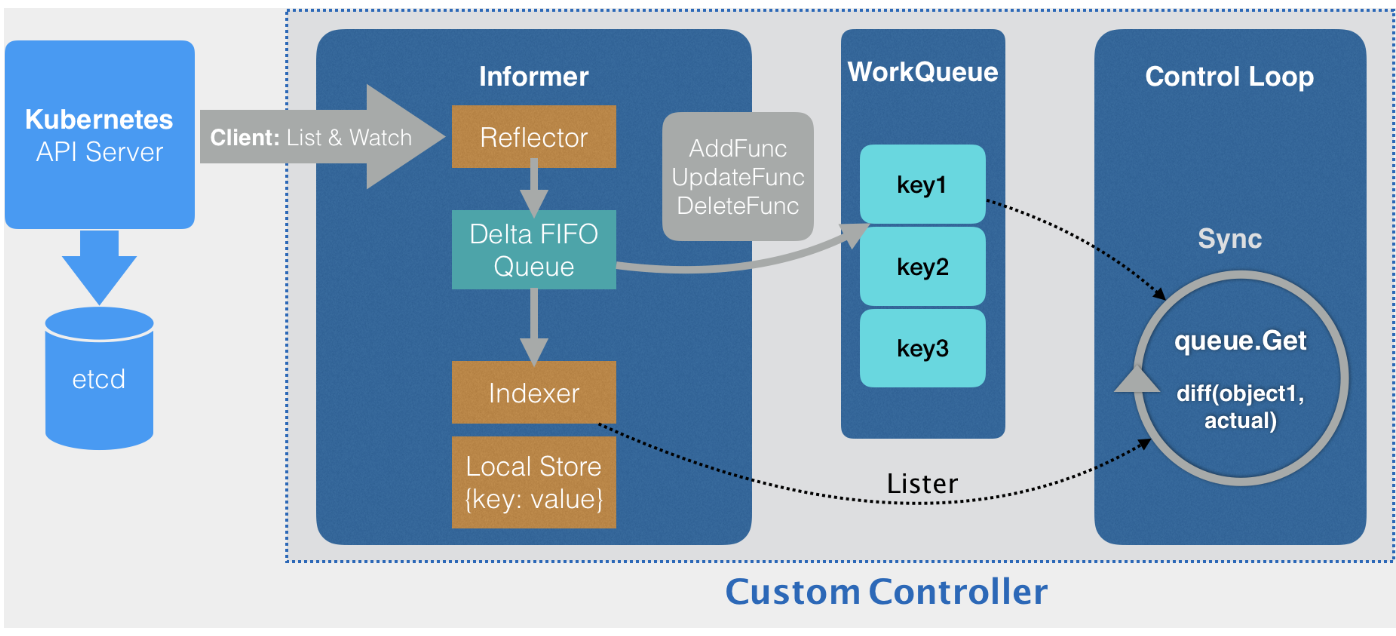 Kubernetes
API Server
etcd
Client: List & Watch
Informer
Reflector
Delta FIFO
Queue
Indexer
Local Store
{key: value}
AddFunc
UpdateFunc
DeleteFunc
WorkQueue
key1
key2
key3
Control Loop
Sync
queue.Get
diff(object1,
actual)
Lister
Custom Controller